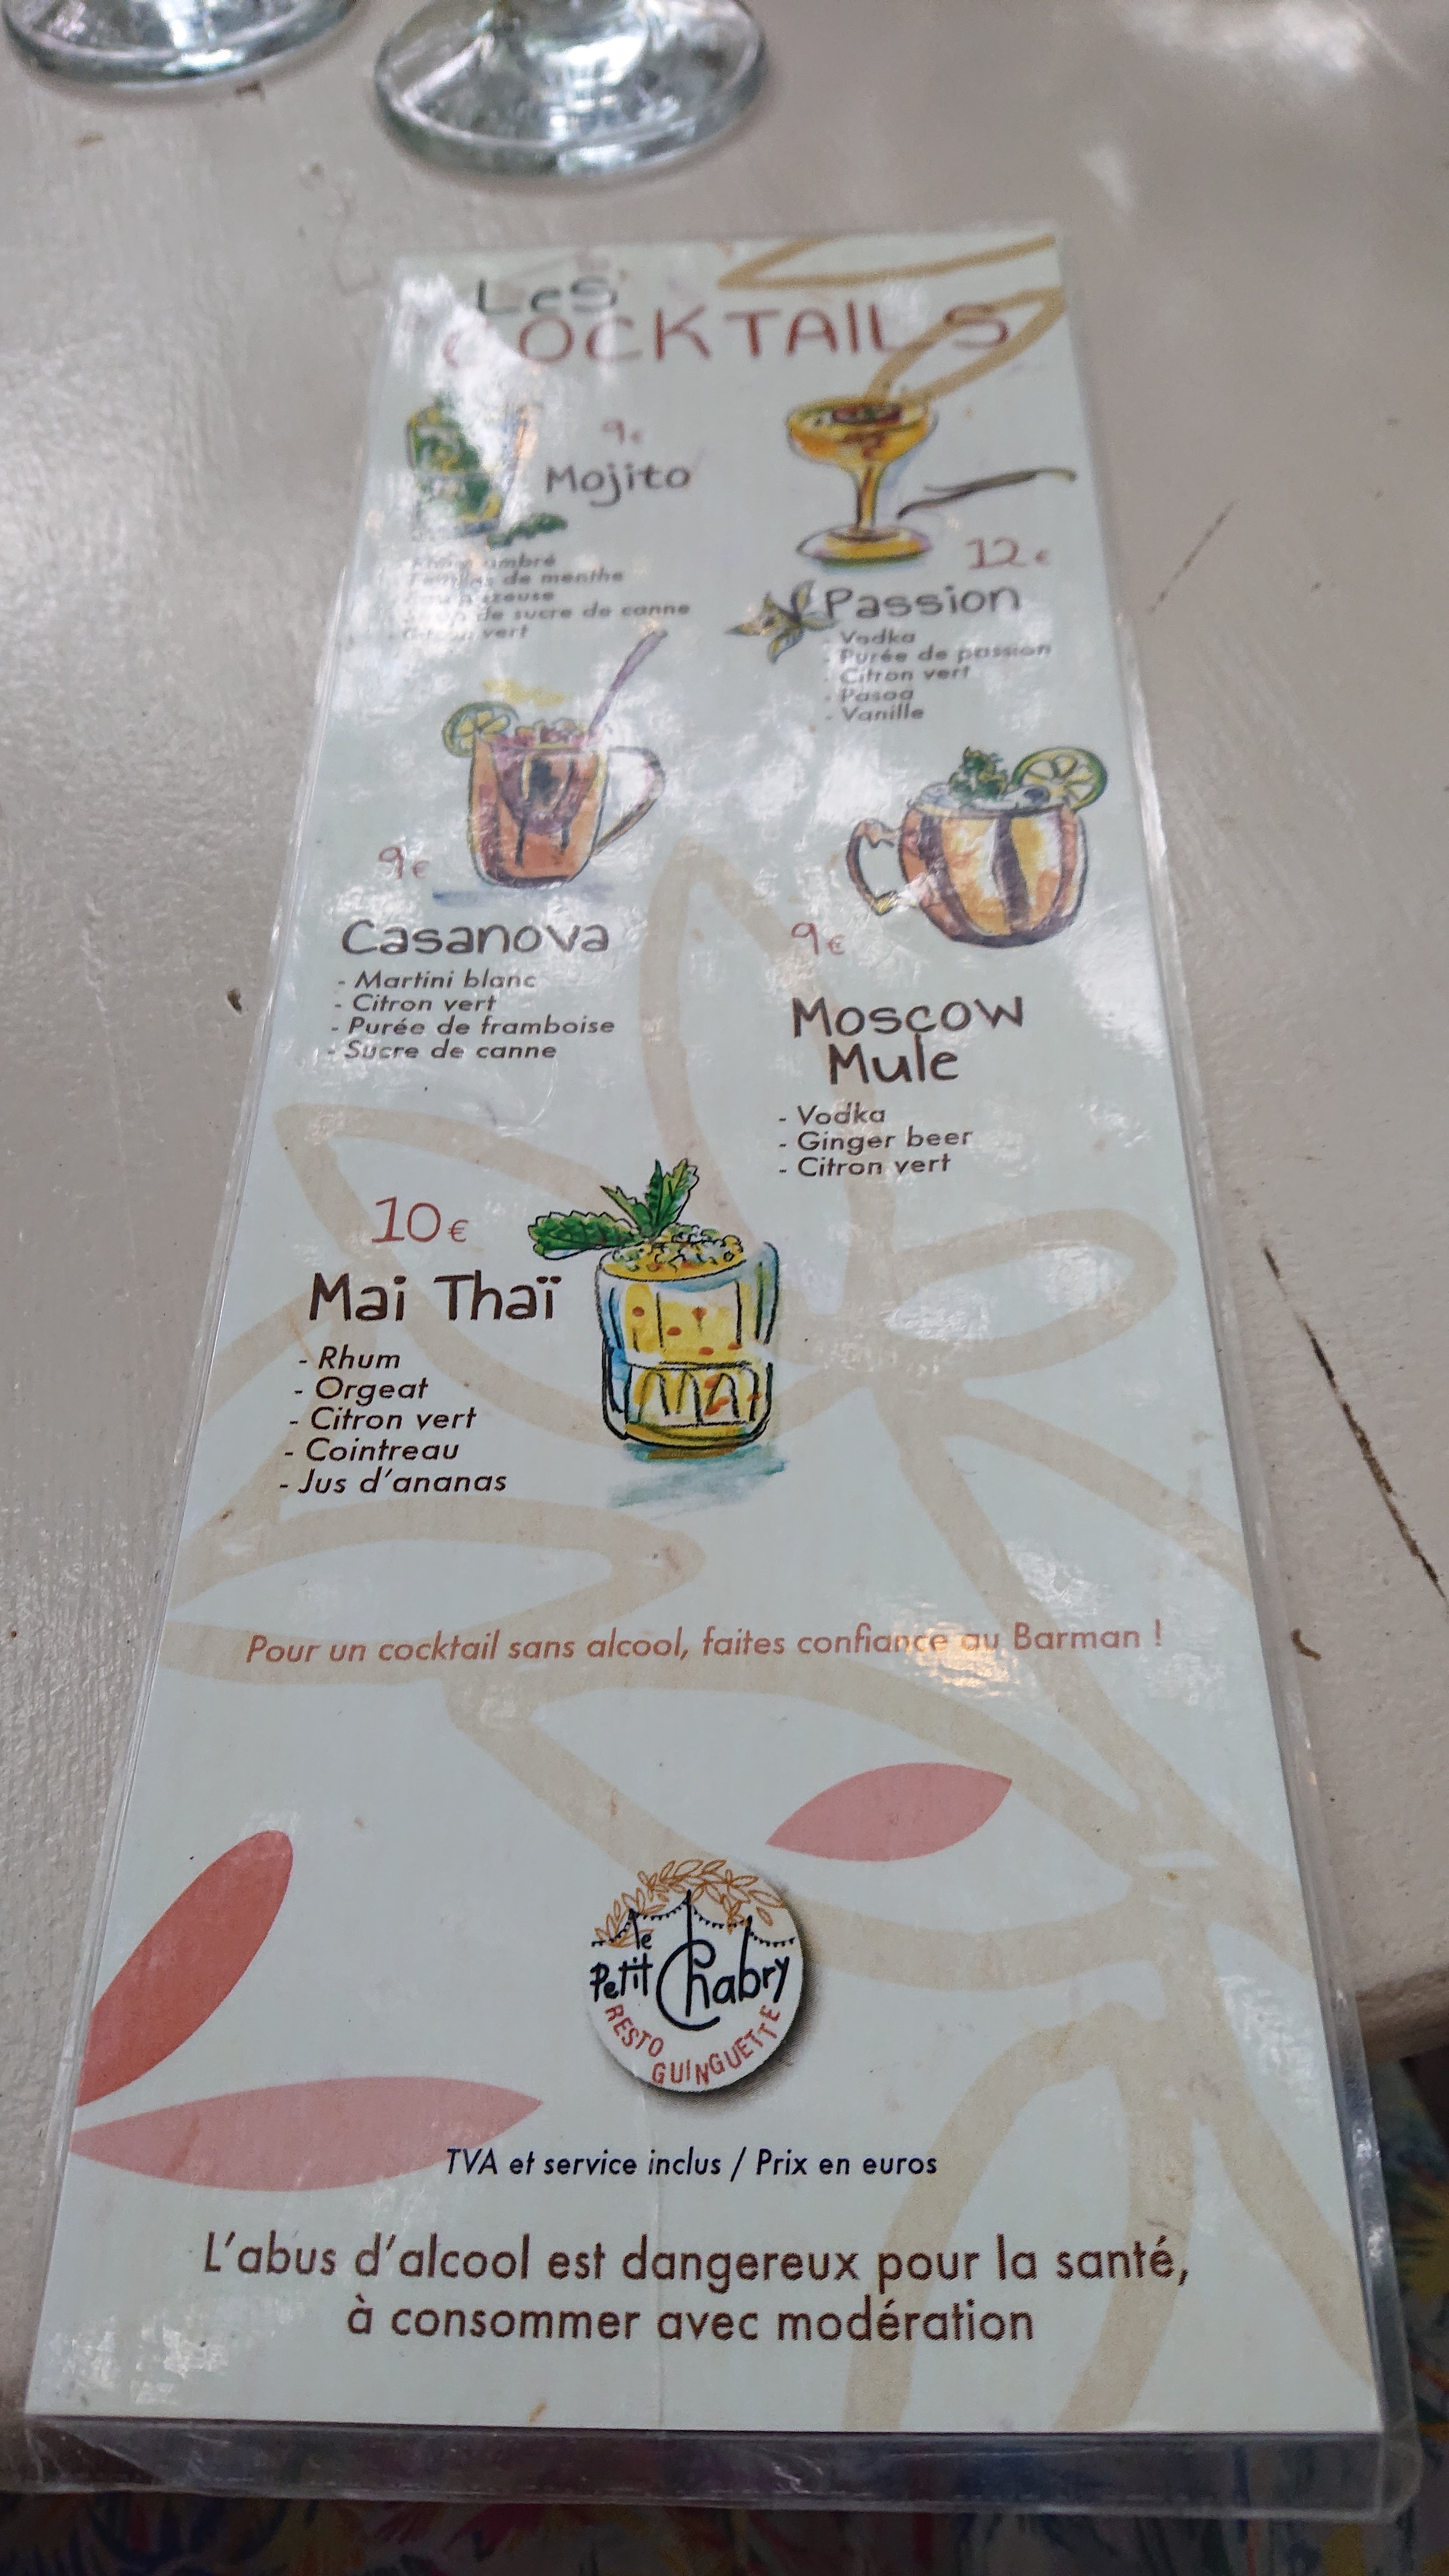 Les
COCKTAILS
9€
Mojito
ambré
de menthe
de sucre de canne
vert
12€
Passion
- Vodka
- Purée de passion
- Citron vert
- Pasoa
- Vanille
9€
Casanova
- Martini blanc
- Citron vert
- Purée de framboise
- Sucre de canne
9€
Moscow
Mule
- Vodka
- Ginger beer
- Citron vert
10€
Mai Thaï
- Rhum
- Orgeat
- Citron vert
- Cointreau
- Jus d'ananas
Pour un cocktail sans alcool, faites confiance au Barman !
le
Petit Chabry
RESTO
GUINGUETTE
TVA et service inclus / Prix en euros
L'abus d'alcool est dangereux pour la santé,
à consommer avec modération